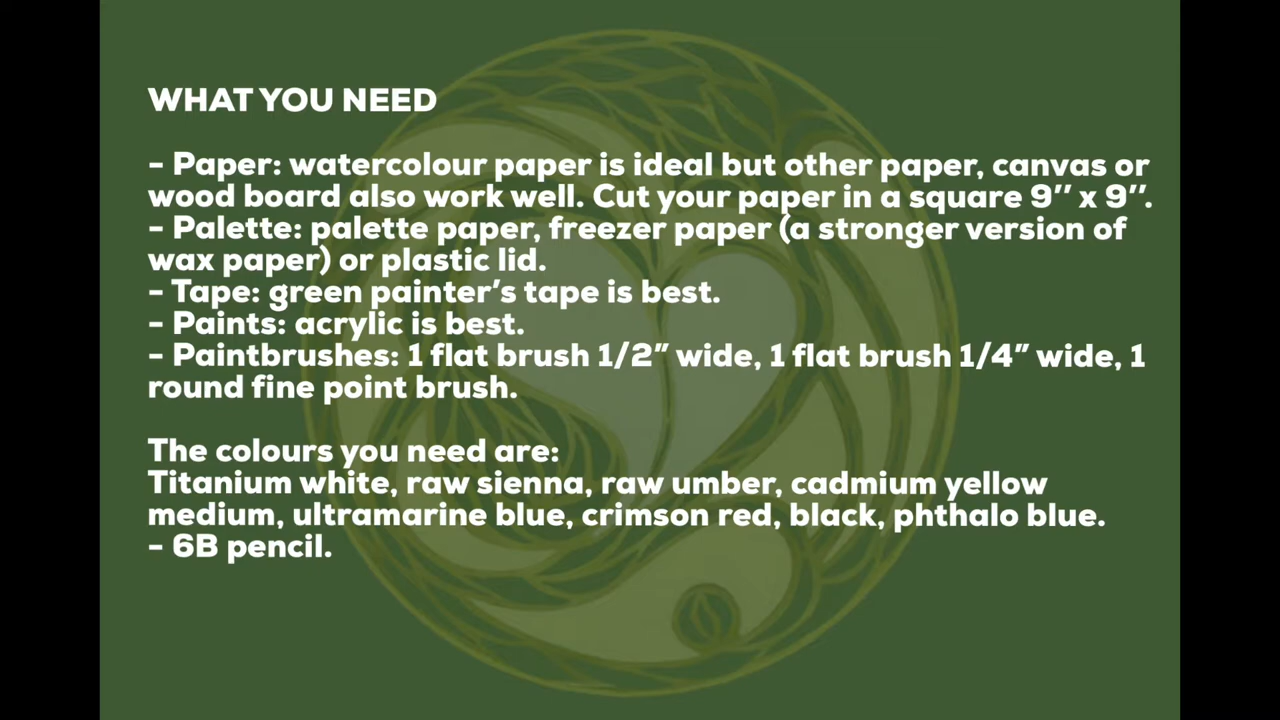 WHAT YOU NEED
- Paper: watercolour paper is ideal but other paper, canvas or
wood board also work well. Cut your paper in a square 9’’ x 9’’.
- Palette: palette paper, freezer paper (a stronger version of
wax paper) or plastic lid.
- Tape: green painter’s tape is best.
- Paints: acrylic is best.
- Paintbrushes: 1 flat brush 1/2” wide, 1 flat brush 1/4” wide, 1
round fine point brush.
The colours you need are:
Titanium white, raw sienna, raw umber, cadmium yellow
medium, ultramarine blue, crimson red, black, phthalo blue.
- 6B pencil.